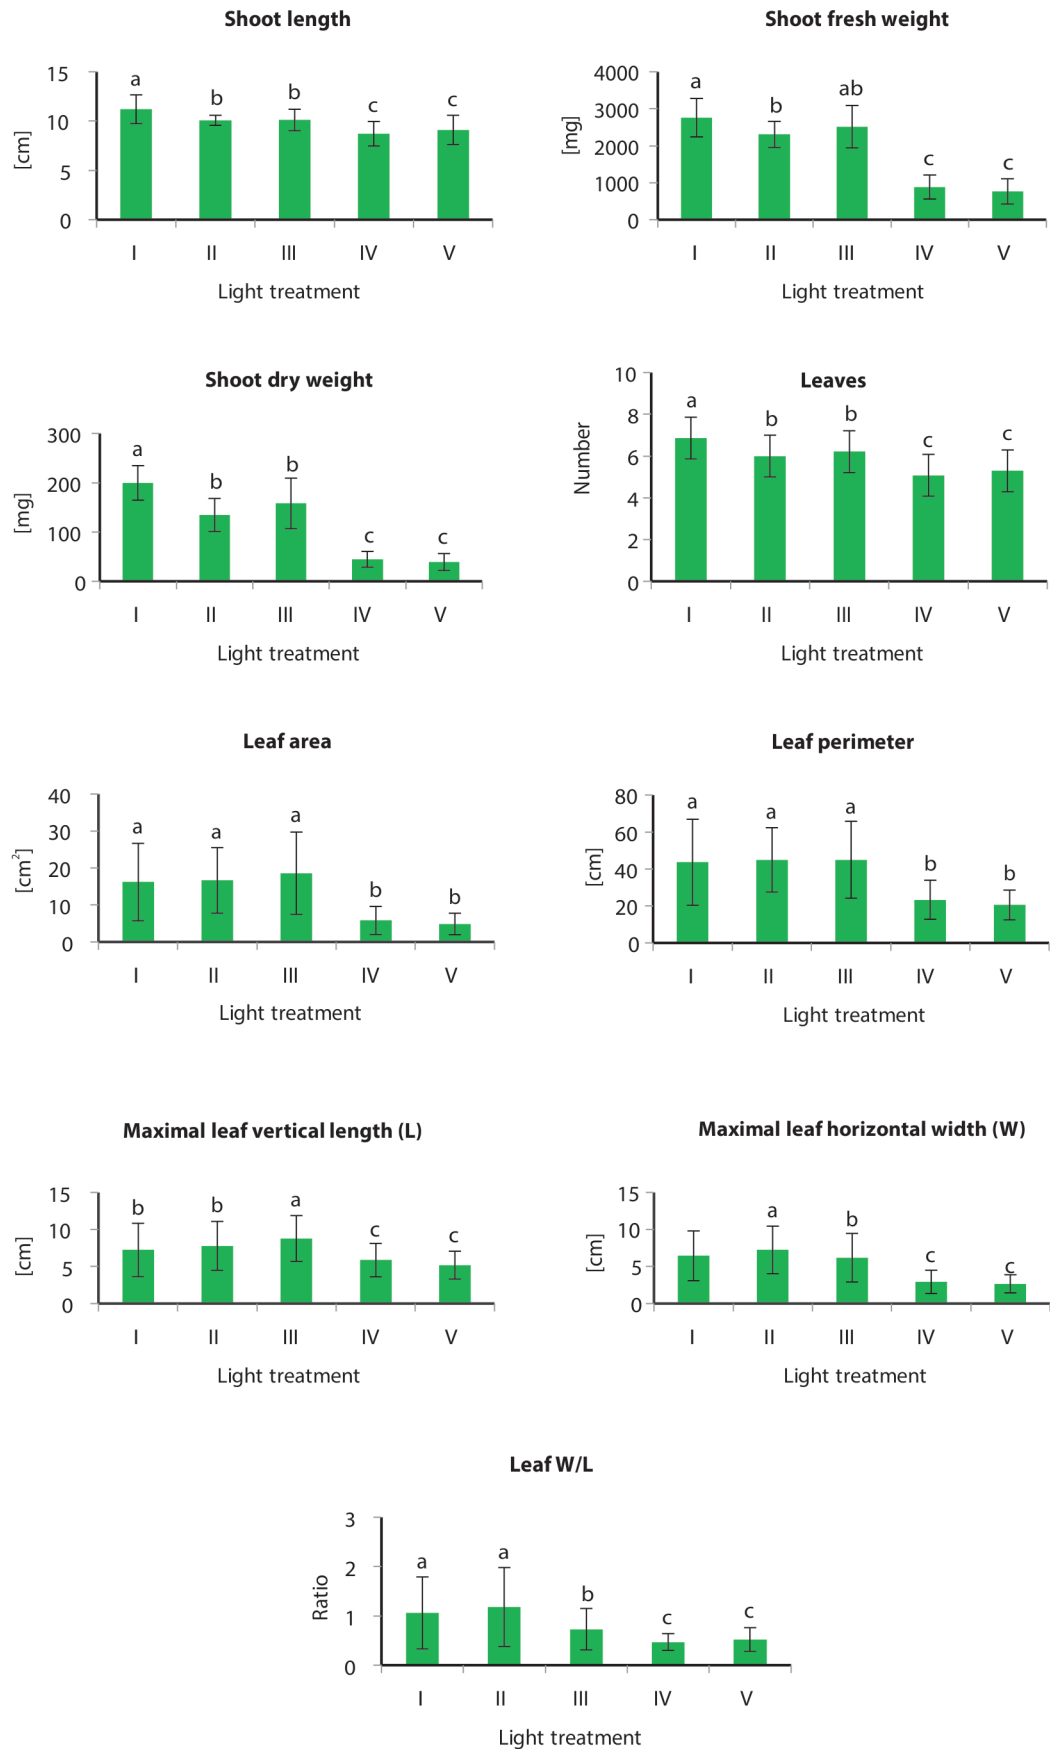 Shoot length
15
10
5
0
[cm]
a
b
b
c
c
I II III IV V
Light treatment
Shoot fresh weight
4000
3000
2000
1000
0
[mg]
a
b
ab
c
c
I II III IV V
Light treatment
Shoot dry weight
300
200
100
0
[mg]
a
b
b
c
c
I II III IV V
Light treatment
Leaves
10
8
6
4
2
0
Number
a
b
b
c
c
I II III IV V
Light treatment
Leaf area
40
30
20
10
0
[cm²]
a
a
a
b
b
I II III IV V
Light treatment
Leaf perimeter
80
60
40
20
0
[cm]
a
a
a
b
b
I II III IV V
Light treatment
Maximal leaf vertical length (L)
15
10
5
0
[cm]
b
b
a
c
c
I II III IV V
Light treatment
Maximal leaf horizontal width (W)
15
10
5
0
[cm]
a
b
c
c
I II III IV V
Light treatment
Leaf W/L
3
2
1
0
Ratio
a
a
b
c
c
I II III IV V
Light treatment